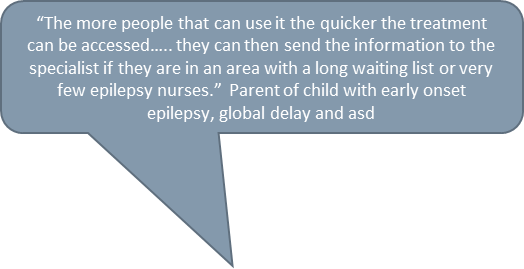 “The more people that can use it the quicker the treatment
can be accessed….. they can then send the information to the
specialist if they are in an area with a long waiting list or very
few epilepsy nurses.”  Parent of child with early onset
epilepsy, global delay and asd